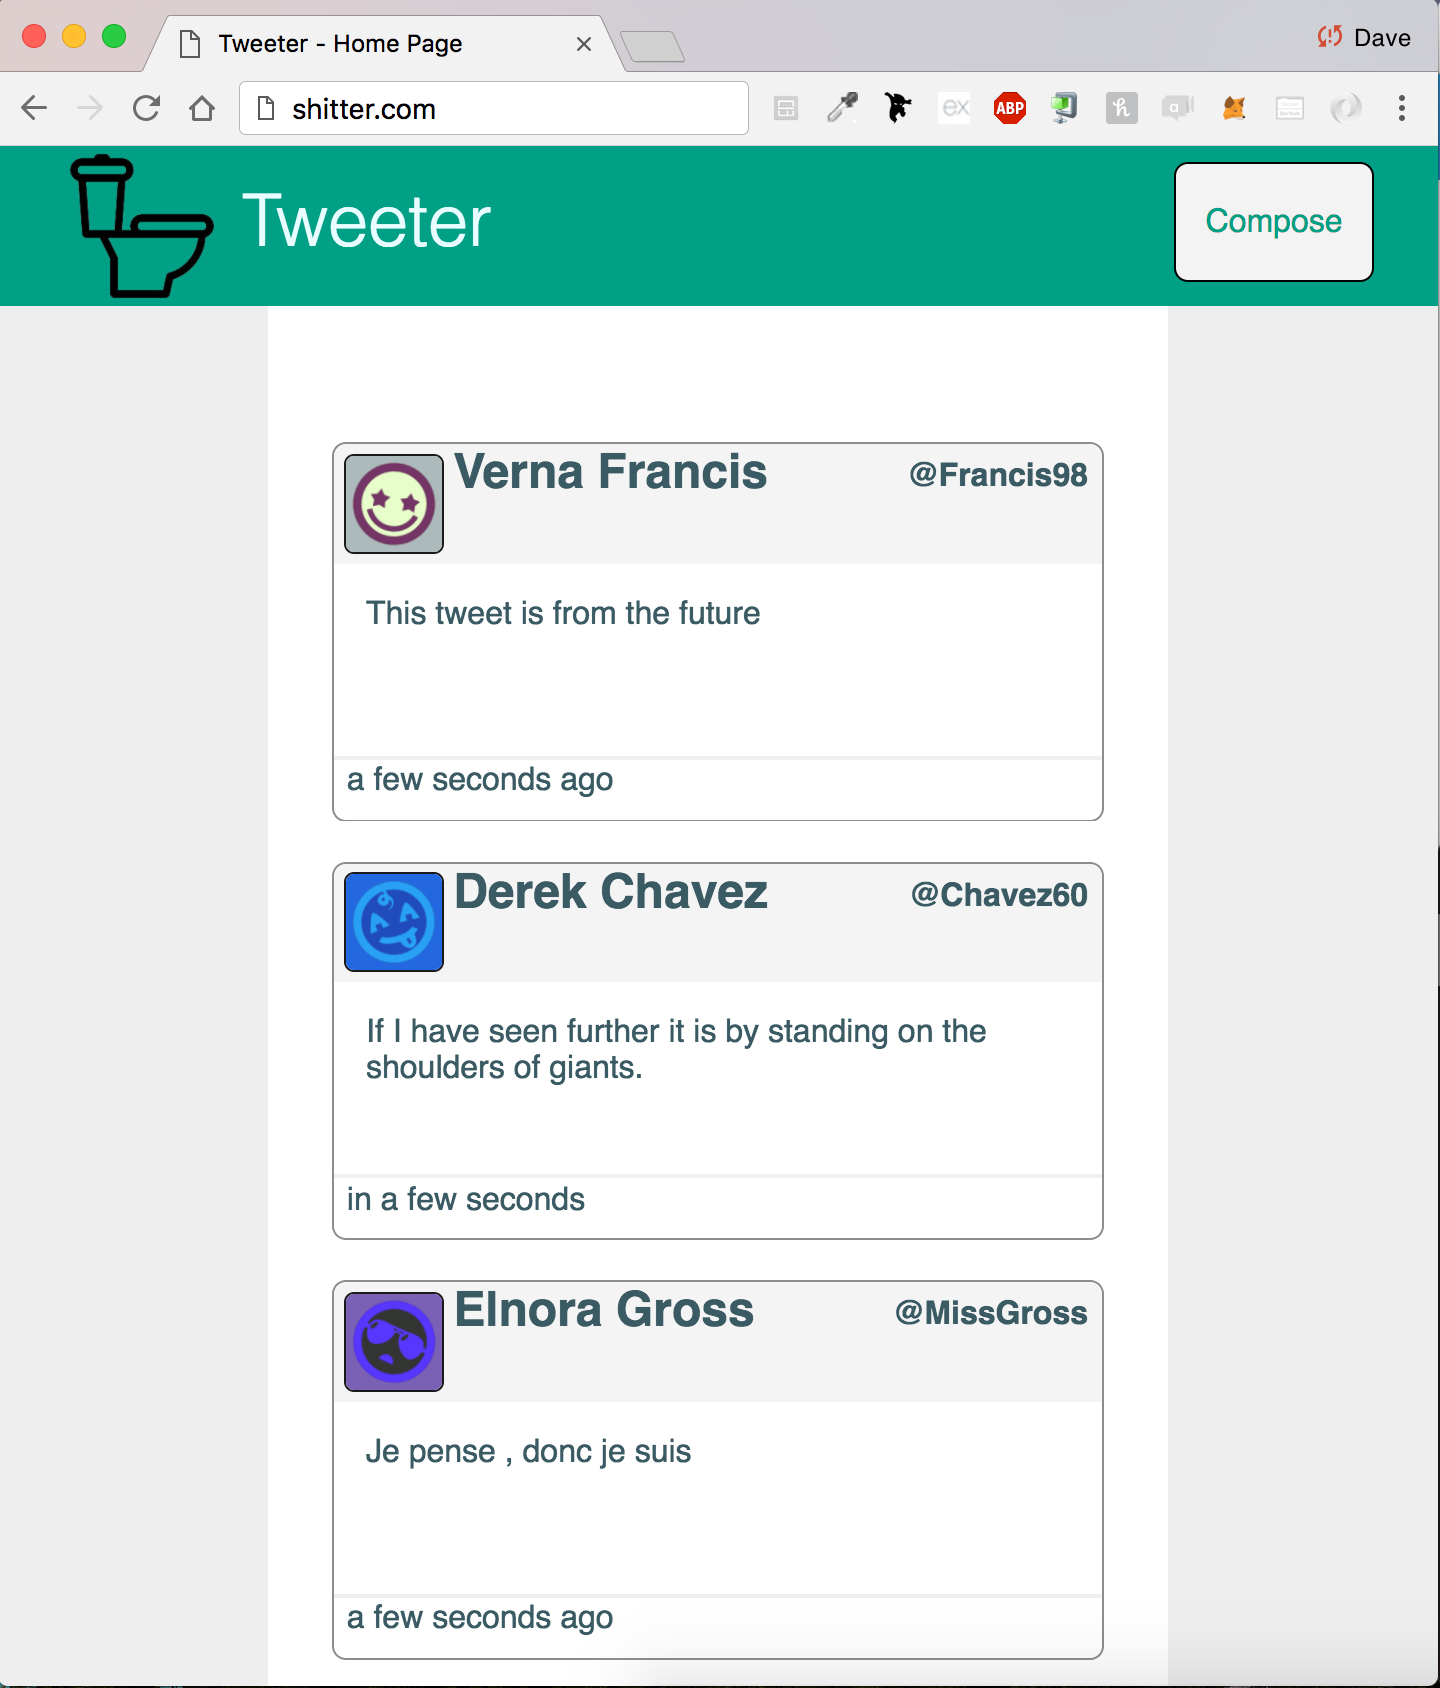 Tweeter - Home Page
Dave
shitter.com
ex
ABP
h
a
Tweeter
Compose
Verna Francis
@Francis98
This tweet is from the future
a few seconds ago
Derek Chavez
@Chavez60
If I have seen further it is by standing on the
shoulders of giants.
in a few seconds
Elnora Gross
@MissGross
Je pense , donc je suis
a few seconds ago